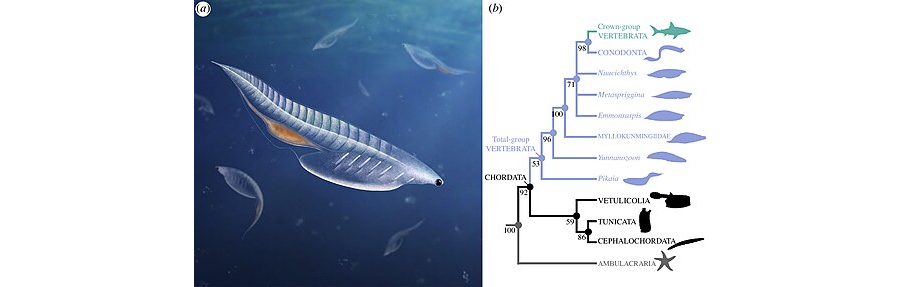 (a)
(b)
Crown-group
VERTEBRATA
98
CONODONTA
Nuucichthys
71
Metaspriggina
100
Emmontaspis
MYLLOKUNMINGIIDAE
96
Total-group
VERTEBRATA
Yunnanozoon
53
Pikaia
CHORDATA
92
VETULICOLIA
59
TUNICATA
86
CEPHALOCHORDATA
100
AMBULACRARIA